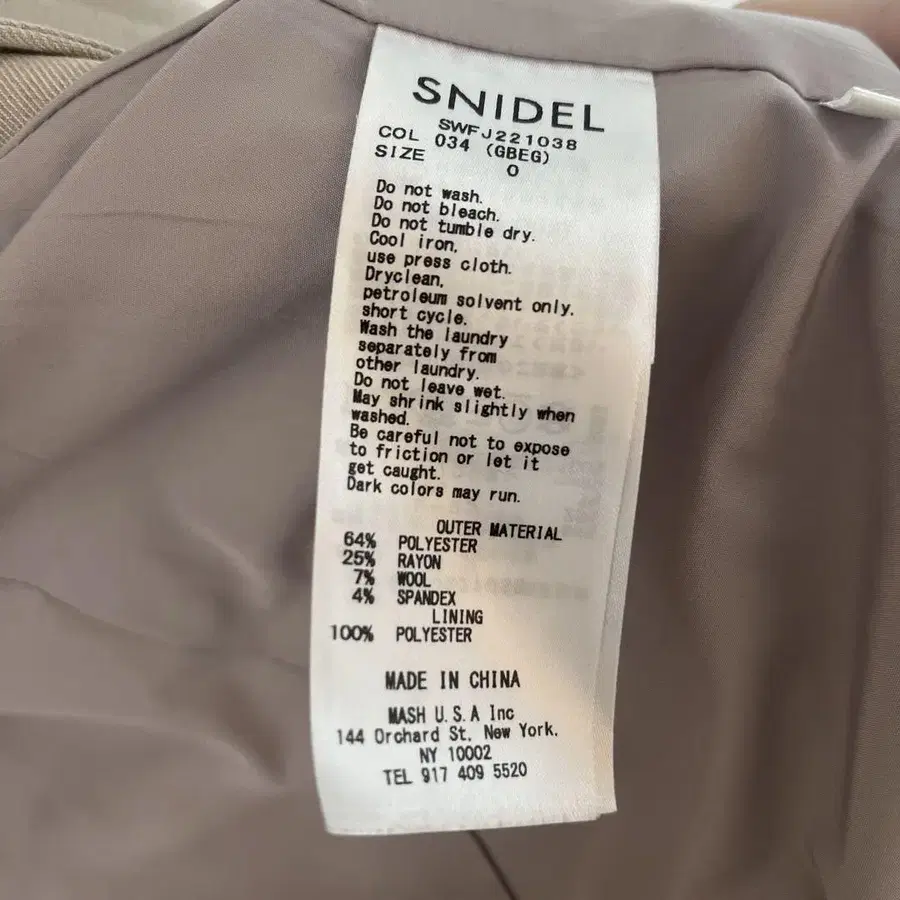 SNIDEL
SWFJ221038
COL 034 (GBEG)
SIZE 0
Do not wash.
Do not bleach.
Do not tumble dry.
Cool iron,
use press cloth.
Dryclean,
petroleum solvent only.
short cycle.
Wash the laundry
separately from
other laundry.
Do not leave wet.
May shrink slightly when
washed.
Be careful not to expose
to friction or let it
get caught.
Dark colors may run.
OUTER MATERIAL
64% POLYESTER
25% RAYON
7% WOOL
4% SPANDEX
LINING
100% POLYESTER
MADE IN CHINA
MASH U.S.A Inc
144 Orchard St. New York.
NY 10002
TEL 917 409 5520